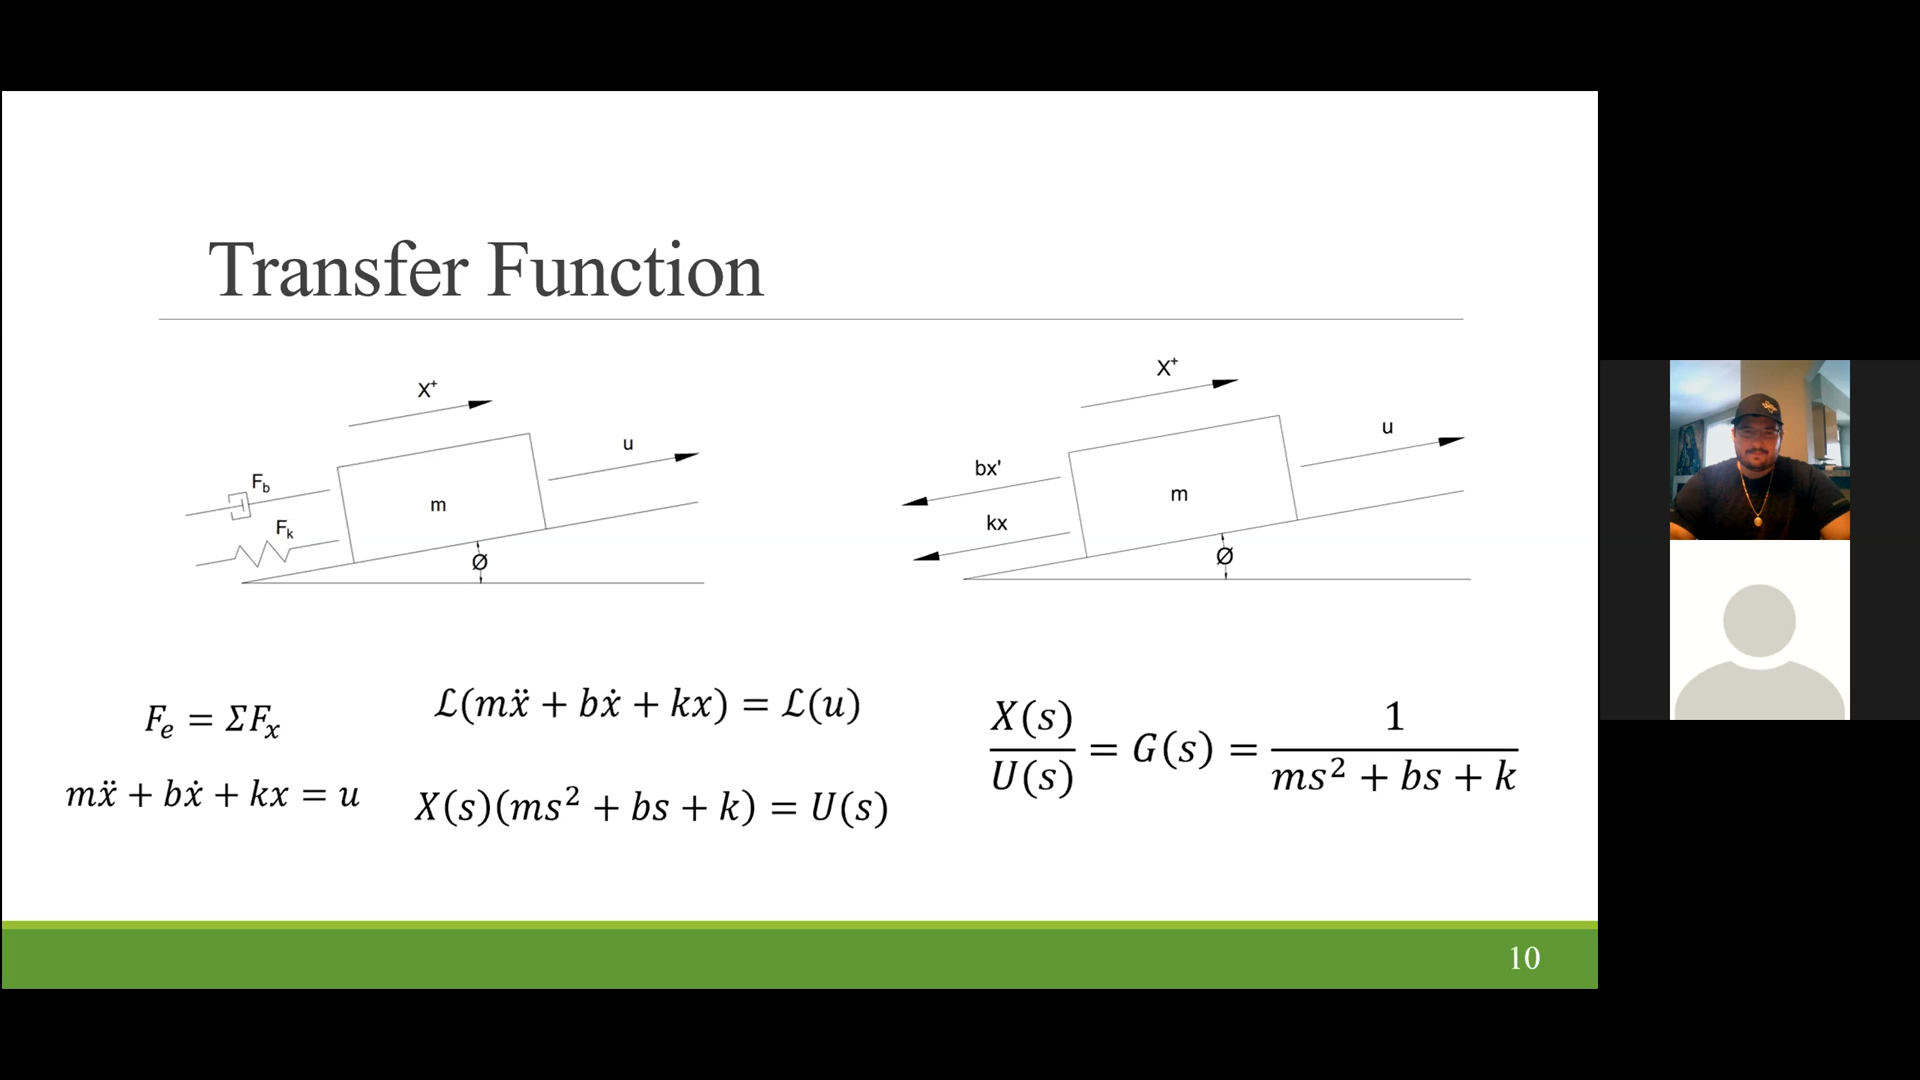 Transfer Function
X⁺
u
F_b
m
F_k
Ø
X⁺
u
bx'
m
kx
Ø
F_e = ΣF_x
mẍ + bẋ + kx = u
ℒ(mẍ + bẋ + kx) = ℒ(u)
X(s)(ms² + bs + k) = U(s)
X(s)/U(s) = G(s) = 1/(ms² + bs + k)
10